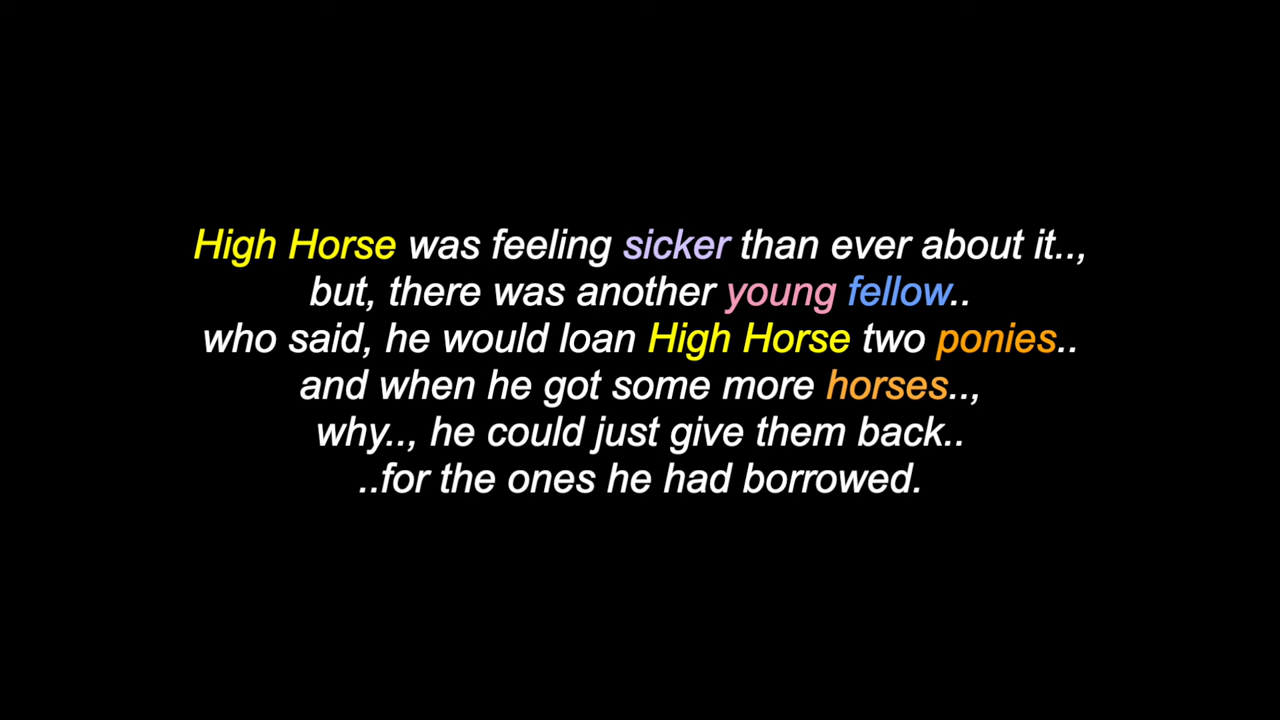 High Horse was feeling sicker than ever about it..,
but, there was another young fellow..
who said, he would loan High Horse two ponies..
and when he got some more horses..,
why.., he could just give them back..
..for the ones he had borrowed.